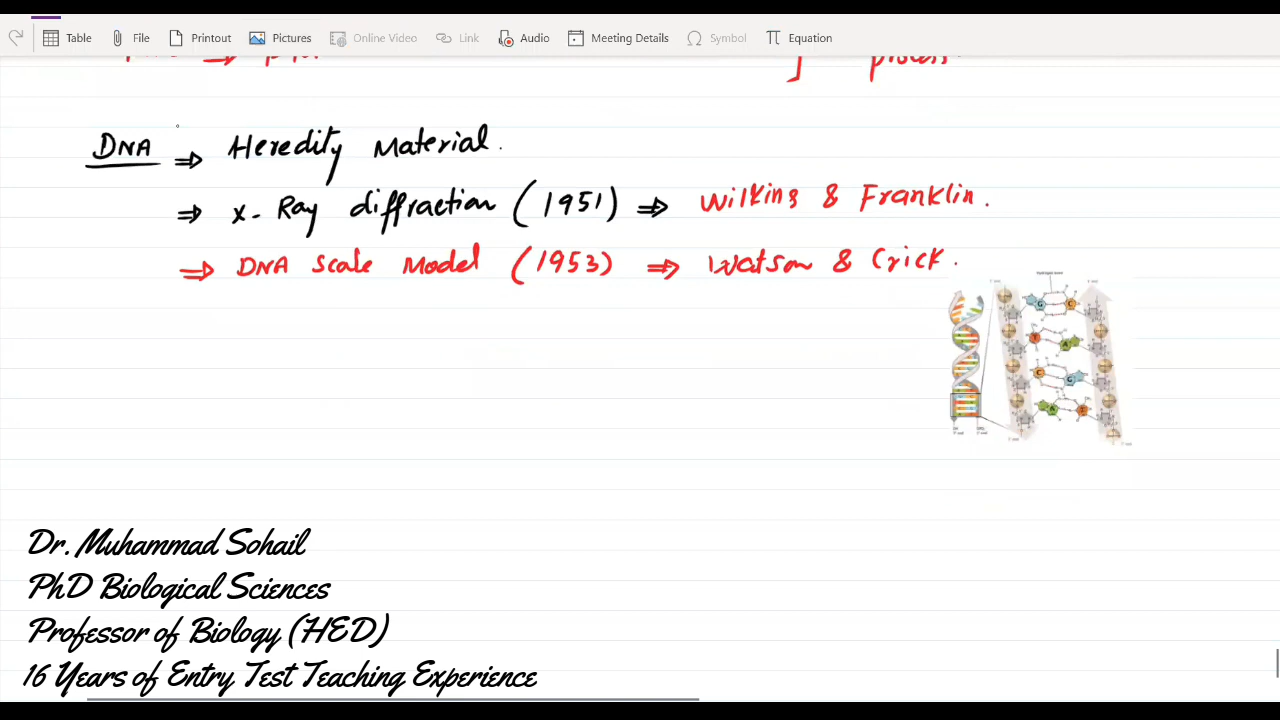 Table File Printout Pictures Online Video Link Audio Meeting Details Symbol Equation
process.
DNA ⇒ Heredity Material.
⇒ X-Ray diffraction (1951) ⇒ Wilkins & Franklin.
⇒ DNA Scale Model (1953) ⇒ Watson & Crick.
G C
T A
C G
A T
Dr. Muhammad Sohail
PhD Biological Sciences
Professor of Biology (HED)
16 Years of Entry Test Teaching Experience